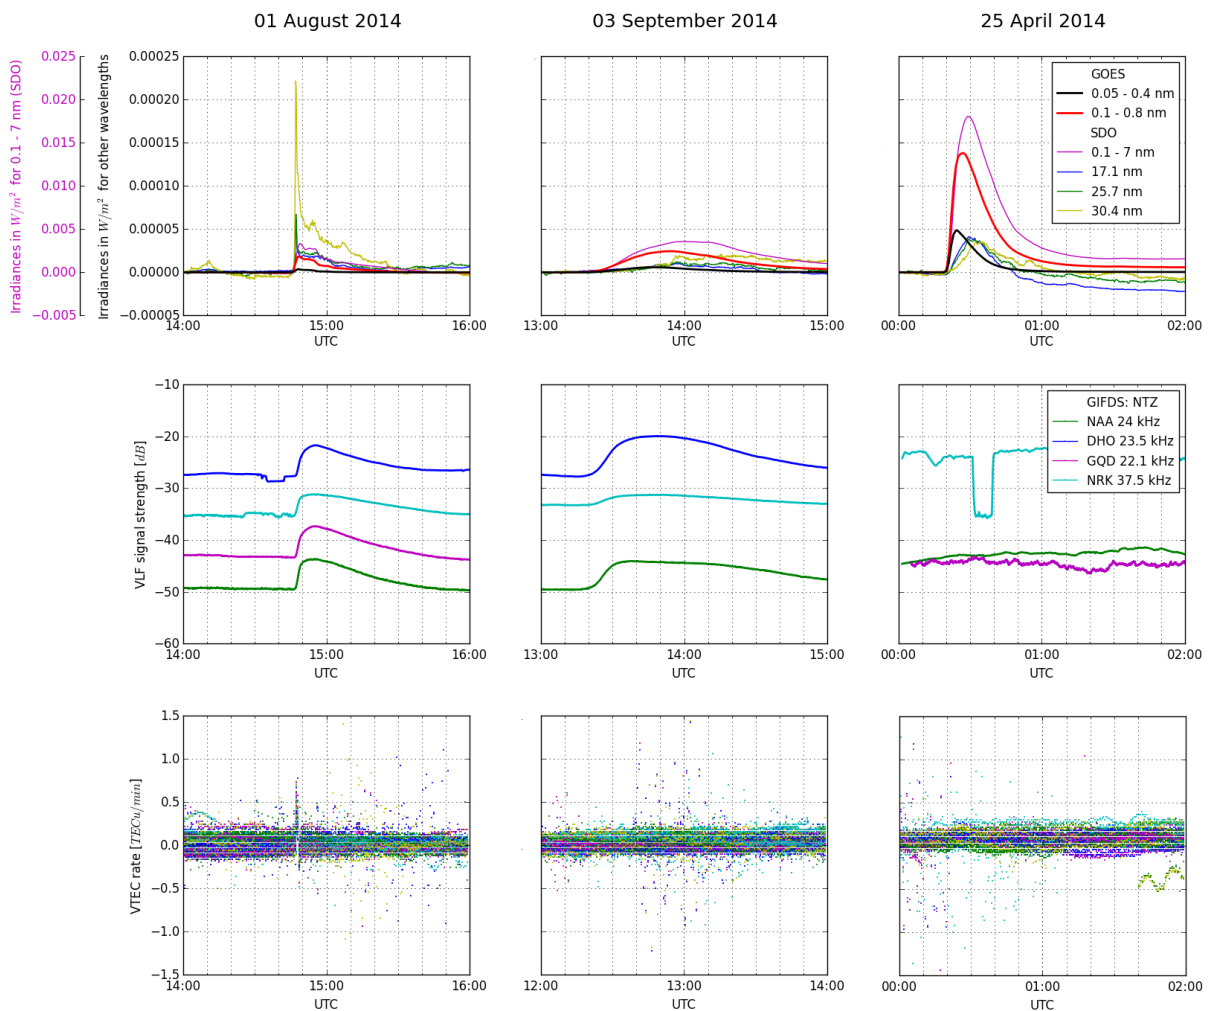 01 August 2014
03 September 2014
25 April 2014
Irradiances in W/m² for 0.1 - 7 nm (SDO)
0.025
0.020
0.015
0.010
0.005
0.000
−0.005
Irradiances in W/m² for other wavelengths
0.00025
0.00020
0.00015
0.00010
0.00005
0.00000
−0.00005
14:00 15:00 16:00
UTC
13:00 14:00 15:00
UTC
GOES
0.05 - 0.4 nm
0.1 - 0.8 nm
SDO
0.1 - 7 nm
17.1 nm
25.7 nm
30.4 nm
00:00 01:00 02:00
UTC
VLF signal strength [dB]
−10
−20
−30
−40
−50
−60
14:00 15:00 16:00
UTC
13:00 14:00 15:00
UTC
GIFDS: NTZ
NAA 24 kHz
DHO 23.5 kHz
GQD 22.1 kHz
NRK 37.5 kHz
00:00 01:00 02:00
UTC
VTEC rate [TECu/min]
1.5
1.0
0.5
0.0
−0.5
−1.0
−1.5
14:00 15:00 16:00
UTC
12:00 13:00 14:00
UTC
00:00 01:00 02:00
UTC